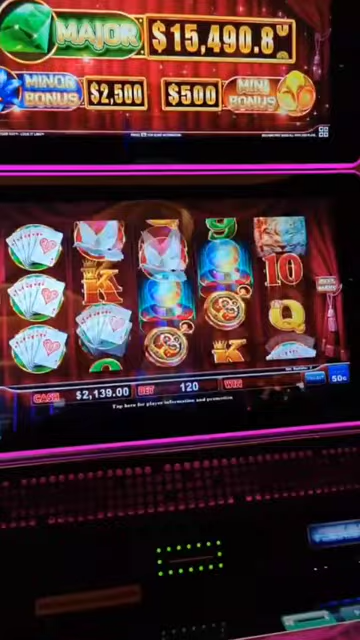 MAJOR $15,490.8
MINOR BONUS $2,500 $500 MINI BONUS
K
9
10
Q
K
CASH $2,139.00 BET 120 WIN
50¢
Tap here for player information and promotion